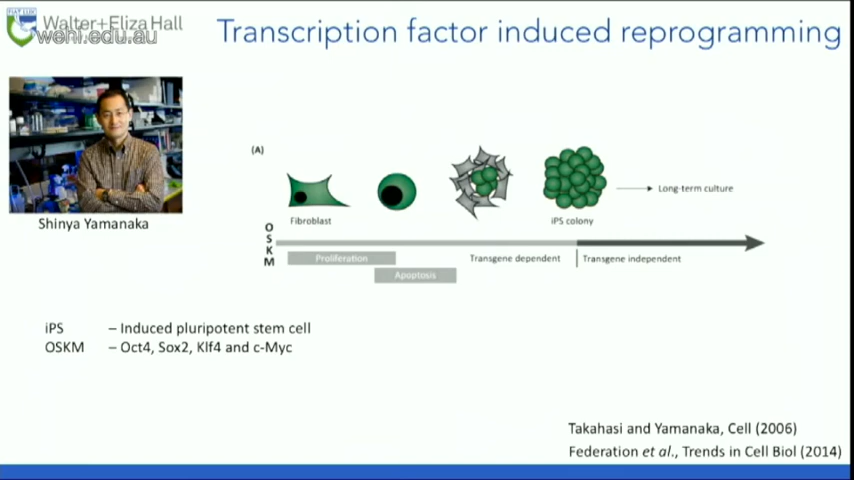 FIAT LUX
Walter+Eliza Hall
wehi.edu.au
Transcription factor induced reprogramming
Shinya Yamanaka
(A)
Fibroblast
iPS colony
Long-term culture
O
S
K
M
Proliferation
Apoptosis
Transgene dependent
Transgene independent
iPS – Induced pluripotent stem cell
OSKM – Oct4, Sox2, Klf4 and c-Myc
Takahasi and Yamanaka, Cell (2006)
Federation et al., Trends in Cell Biol (2014)